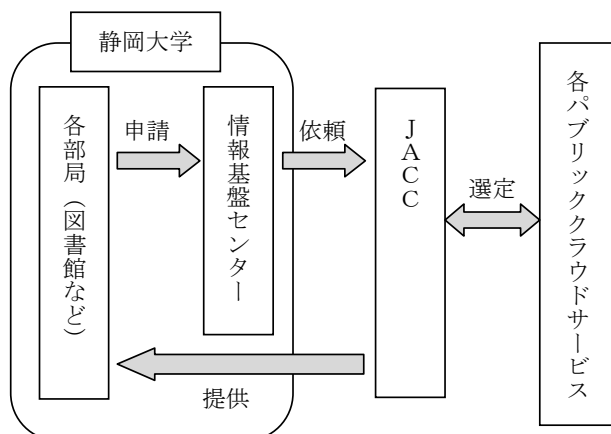 静岡大学
各部局（図書館など）
申請
情報基盤センター
依頼
JACC
選定
各パブリッククラウドサービス
提供